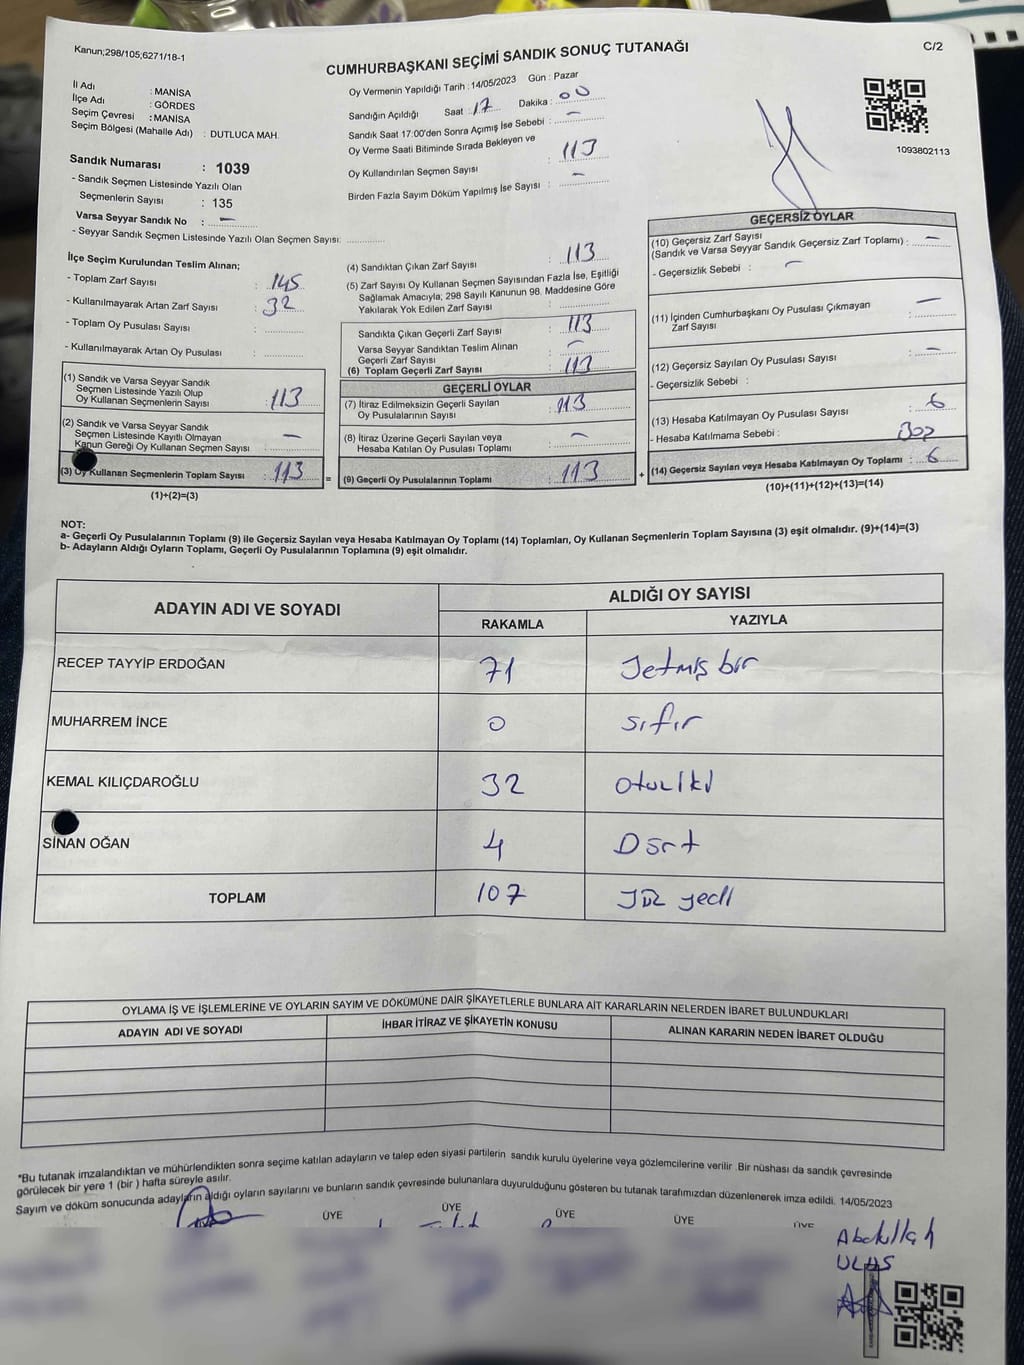 Kanun;298/105,6271/18-1
C/2
CUMHURBAŞKANI SEÇİMİ SANDIK SONUÇ TUTANAĞI
İl Adı : MANİSA
İlçe Adı : GÖRDES
Seçim Çevresi : MANİSA
Seçim Bölgesi (Mahalle Adı) : DUTLUCA MAH.
Oy Vermenin Yapıldığı Tarih : 14/05/2023 Gün : Pazar
Sandığın Açıldığı Saat : 17 Dakika : 00
Sandık Saat 17:00'den Sonra Açımış İse Sebebi : –
Oy Verme Saati Bitiminde Sırada Bekleyen ve
Oy Kullandırılan Seçmen Sayısı : 113
Birden Fazla Sayım Döküm Yapılmış İse Sayısı : –
1093802113
Sandık Numarası : 1039
- Sandık Seçmen Listesinde Yazılı Olan
Seçmenlerin Sayısı : 135
Varsa Seyyar Sandık No : –
- Seyyar Sandık Seçmen Listesinde Yazılı Olan Seçmen Sayısı: ............
İlçe Seçim Kurulundan Teslim Alınan;
- Toplam Zarf Sayısı : 145
- Kullanılmayarak Artan Zarf Sayısı : 32
- Toplam Oy Pusulası Sayısı : ............
- Kullanılmayarak Artan Oy Pusulası : ............
(1) Sandık ve Varsa Seyyar Sandık
Seçmen Listesinde Yazılı Olup
Oy Kullanan Seçmenlerin Sayısı : 113
(2) Sandık ve Varsa Seyyar Sandık
Seçmen Listesinde Kayıtlı Olmayan
Kanun Gereği Oy Kullanan Seçmen Sayısı : –
(3) Oy Kullanan Seçmenlerin Toplam Sayısı : 113
(1)+(2)=(3)
(4) Sandıktan Çıkan Zarf Sayısı : 113
(5) Zarf Sayısı Oy Kullanan Seçmen Sayısından Fazla İse, Eşitliği
Sağlamak Amacıyla; 298 Sayılı Kanunun 98. Maddesine Göre
Yakılarak Yok Edilen Zarf Sayısı : ............
Sandıkta Çıkan Geçerli Zarf Sayısı : 113
Varsa Seyyar Sandıktan Teslim Alınan
Geçerli Zarf Sayısı : –
(6) Toplam Geçerli Zarf Sayısı : 113
GEÇERLİ OYLAR
(7) İtiraz Edilmeksizin Geçerli Sayılan
Oy Pusulalarının Sayısı : 113
(8) İtiraz Üzerine Geçerli Sayılan veya
Hesaba Katılan Oy Pusulası Toplamı : –
= (9) Geçerli Oy Pusulalarının Toplamı : 113 +
GEÇERSİZ OYLAR
(10) Geçersiz Zarf Sayısı
(Sandık ve Varsa Seyyar Sandık Geçersiz Zarf Toplamı) : –
- Geçersizlik Sebebi : –
(11) İçinden Cumhurbaşkanı Oy Pusulası Çıkmayan
Zarf Sayısı : –
(12) Geçersiz Sayılan Oy Pusulası Sayısı : –
- Geçersizlik Sebebi :
(13) Hesaba Katılmayan Oy Pusulası Sayısı : 6
- Hesaba Katılmama Sebebi :
(14) Geçersiz Sayılan veya Hesaba Katılmayan Oy Toplamı : 6
(10)+(11)+(12)+(13)=(14)
NOT:
a- Geçerli Oy Pusulalarının Toplamı (9) ile Geçersiz Sayılan veya Hesaba Katılmayan Oy Toplamı (14) Toplamları, Oy Kullanan Seçmenlerin Toplam Sayısına (3) eşit olmalıdır. (9)+(14)=(3)
b- Adayların Aldığı Oyların Toplamı, Geçerli Oy Pusulalarının Toplamına (9) eşit olmalıdır.
ADAYIN ADI VE SOYADI
ALDIĞI OY SAYISI
RAKAMLA YAZIYLA
RECEP TAYYİP ERDOĞAN 71 Jetmiş bir
MUHARREM İNCE 0 sıfır
KEMAL KILIÇDAROĞLU 32 otuz iki
SİNAN OĞAN 4 Dört
TOPLAM 107 Jüz yedi
OYLAMA İŞ VE İŞLEMLERİNE VE OYLARIN SAYIM VE DÖKÜMÜNE DAİR ŞİKAYETLERLE BUNLARA AİT KARARLARIN NELERDEN İBARET BULUNDUKLARI
ADAYIN ADI VE SOYADI İHBAR İTİRAZ VE ŞİKAYETİN KONUSU ALINAN KARARIN NEDEN İBARET OLDUĞU
*Bu tutanak imzalandıktan ve mühürlendikten sonra seçime katılan adayların ve talep eden siyasi partilerin sandık kurulu üyelerine veya gözlemcilerine verilir .Bir nüshası da sandık çevresinde
görülecek bir yere 1 (bir ) hafta süreyle asılır.
Sayım ve döküm sonucunda adayların aldığı oyların sayılarını ve bunların sandık çevresinde bulunanlara duyurulduğunu gösteren bu tutanak tarafımızdan düzenlenerek imza edildi. 14/05/2023
ÜYE ÜYE ÜYE ÜYE ÜYE
Abdullah
ULUS